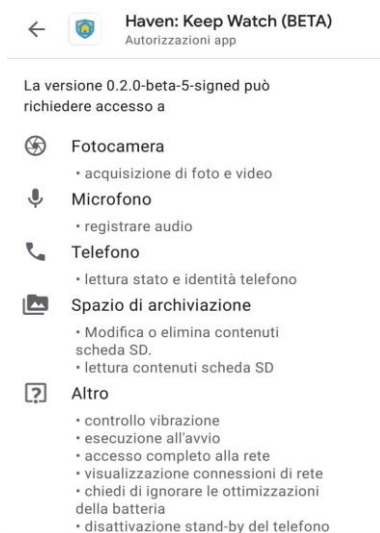 Haven: Keep Watch (BETA)
Autorizzazioni app
La versione 0.2.0-beta-5-signed può
richiedere accesso a
Fotocamera
• acquisizione di foto e video
Microfono
• registrare audio
Telefono
• lettura stato e identità telefono
Spazio di archiviazione
• Modifica o elimina contenuti
scheda SD.
• lettura contenuti scheda SD
Altro
• controllo vibrazione
• esecuzione all'avvio
• accesso completo alla rete
• visualizzazione connessioni di rete
• chiedi di ignorare le ottimizzazioni
della batteria
• disattivazione stand-by del telefono